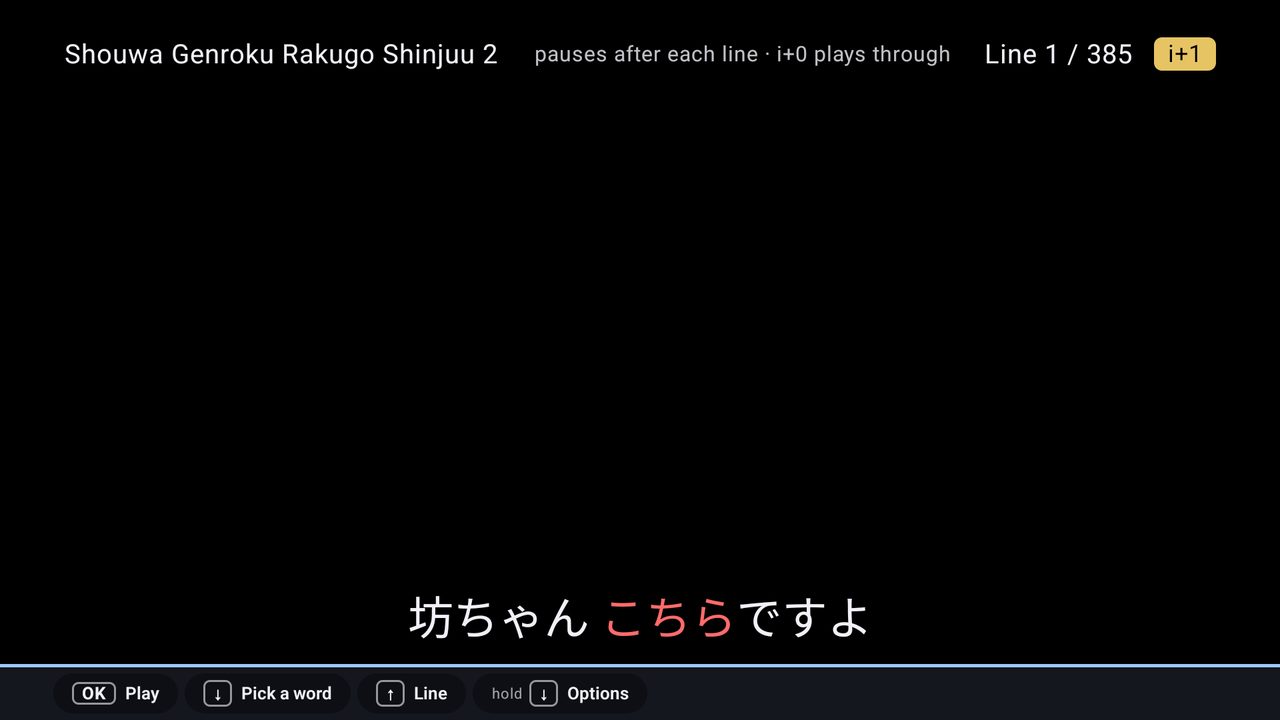 Shouwa Genroku Rakugo Shinjuu 2 pauses after each line · i+0 plays through Line 1 / 385 i+1
坊ちゃん こちらですよ
OK Play ↓ Pick a word ↑ Line hold ↓ Options